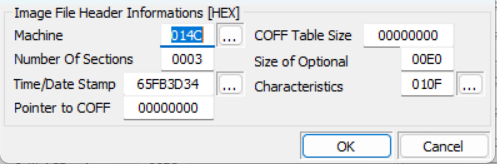 Image File Header Informations [HEX]
Machine 014C ... COFF Table Size 00000000
Number Of Sections 0003 Size of Optional 00E0
Time/Date Stamp 65FB3D34 ... Characteristics 010F ...
Pointer to COFF 00000000
OK Cancel